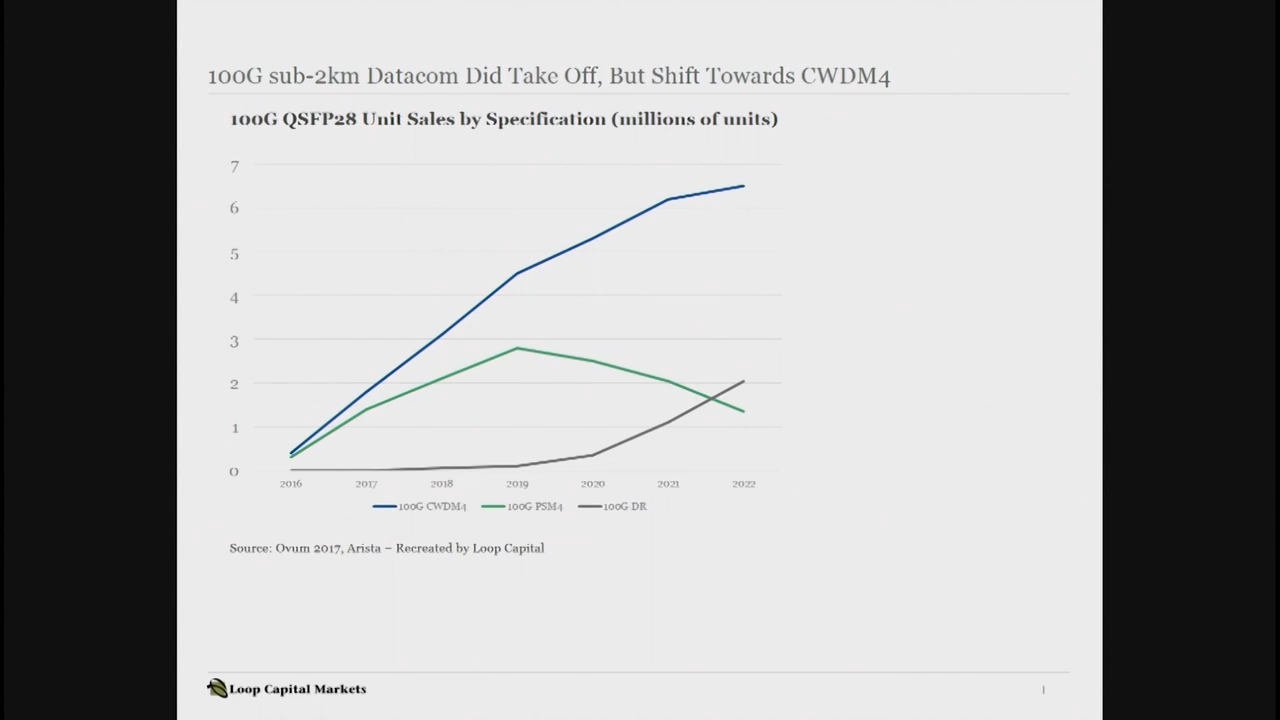 100G sub-2km Datacom Did Take Off, But Shift Towards CWDM4
100G QSFP28 Unit Sales by Specification (millions of units)
7
6
5
4
3
2
1
0
2016 2017 2018 2019 2020 2021 2022
100G CWDM4 100G PSM4 100G DR
Source: Ovum 2017, Arista – Recreated by Loop Capital
Loop Capital Markets 1